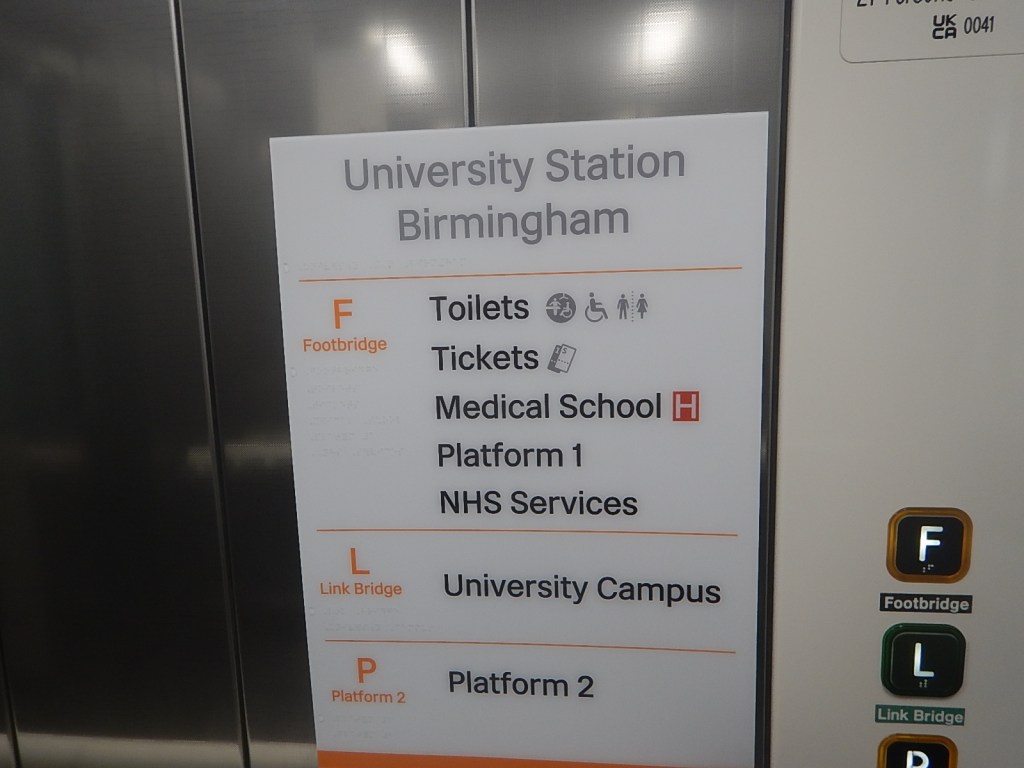 UK
CA 0041
University Station
Birmingham
F
Footbridge
Toilets
Tickets
Medical School H
Platform 1
NHS Services
L
Link Bridge
University Campus
P
Platform 2
Platform 2
F
Footbridge
L
Link Bridge
P